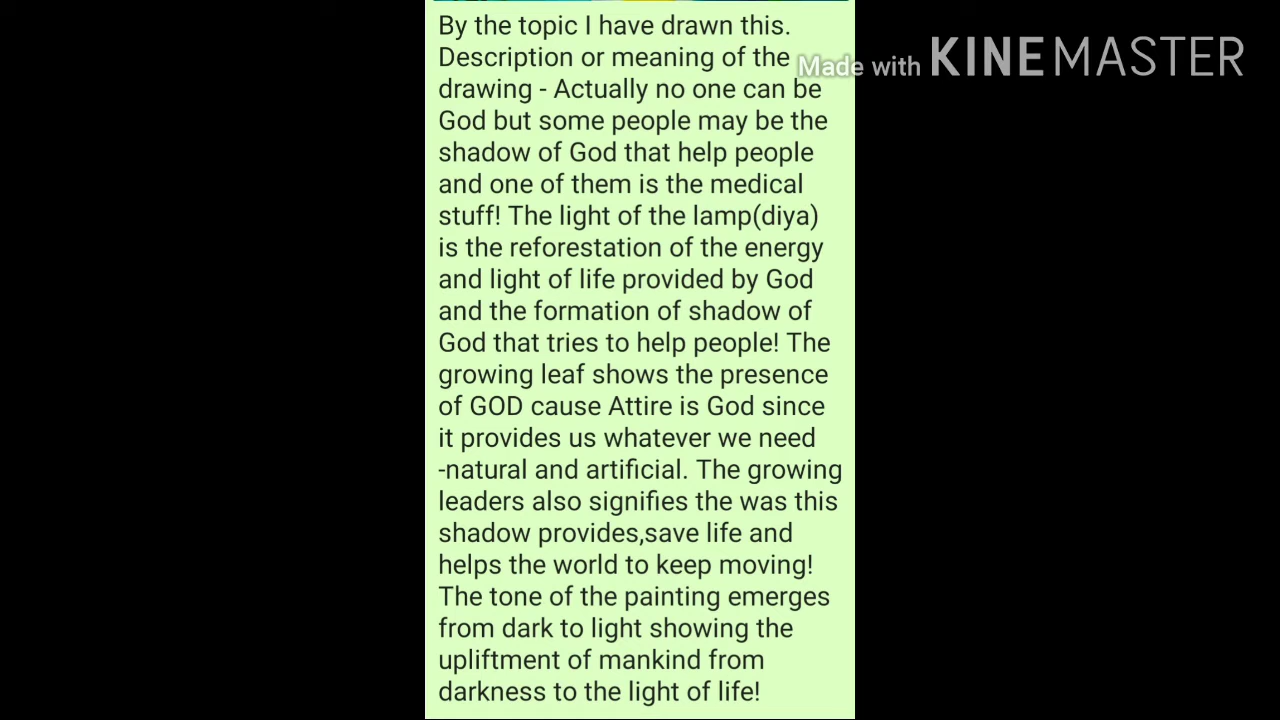 By the topic I have drawn this.
Description or meaning of the
drawing - Actually no one can be
God but some people may be the
shadow of God that help people
and one of them is the medical
stuff! The light of the lamp(diya)
is the reforestation of the energy
and light of life provided by God
and the formation of shadow of
God that tries to help people! The
growing leaf shows the presence
of GOD cause Attire is God since
it provides us whatever we need
-natural and artificial. The growing
leaders also signifies the was this
shadow provides,save life and
helps the world to keep moving!
The tone of the painting emerges
from dark to light showing the
upliftment of mankind from
darkness to the light of life!
Made with KINEMASTER